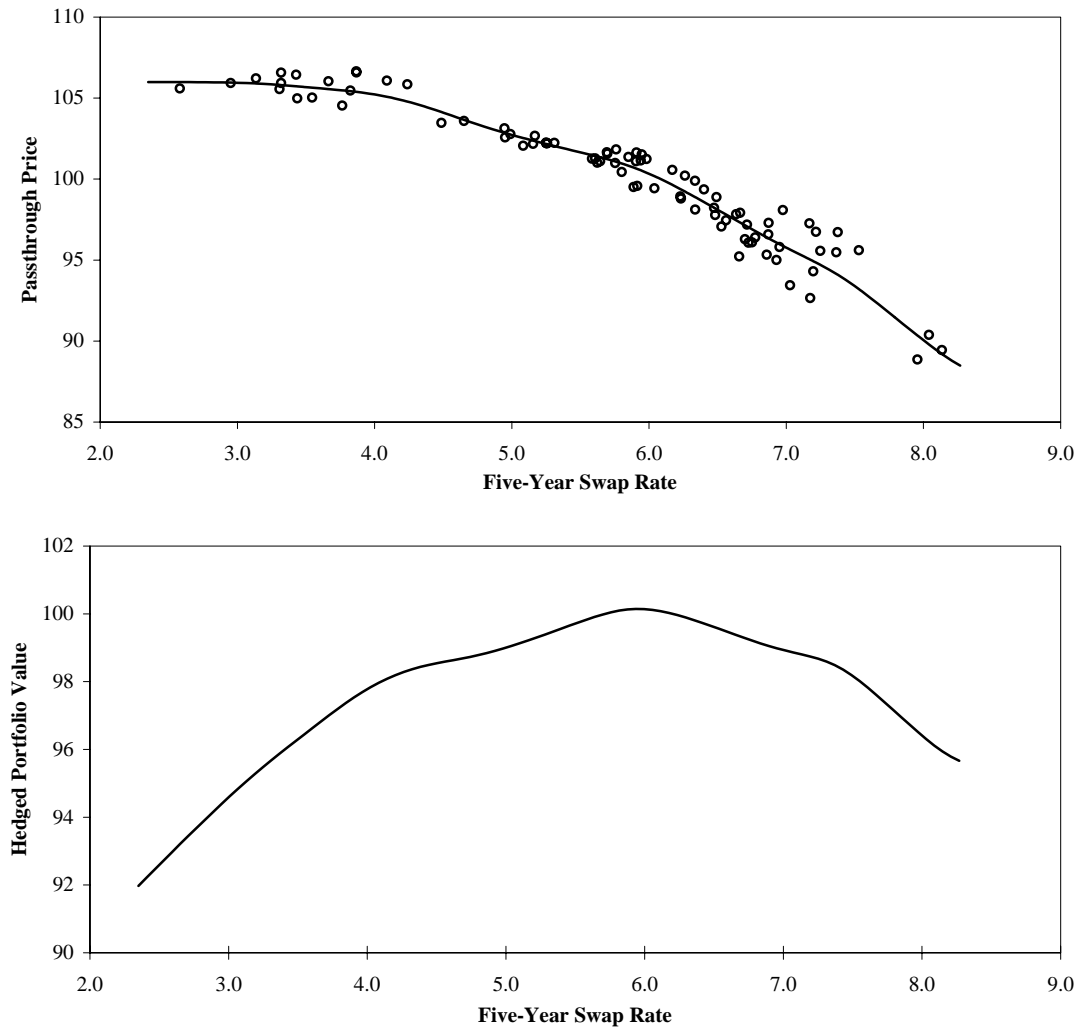 110
105
100
95
90
85
Passthrough Price
2.0 3.0 4.0 5.0 6.0 7.0 8.0 9.0
Five-Year Swap Rate
102
100
98
96
94
92
90
Hedged Portfolio Value
2.0 3.0 4.0 5.0 6.0 7.0 8.0 9.0
Five-Year Swap Rate